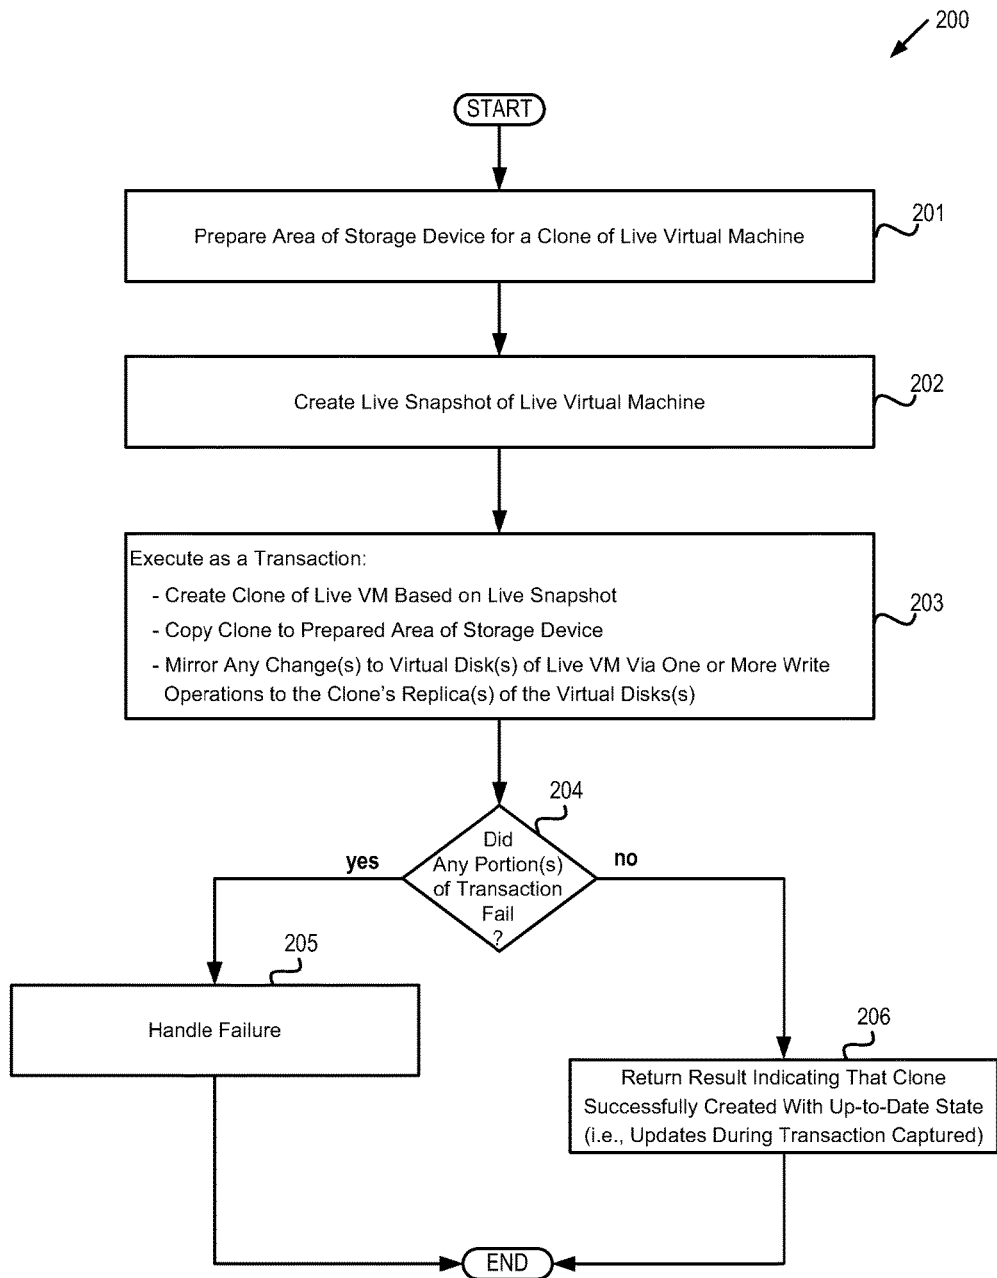 200
START
Prepare Area of Storage Device for a Clone of Live Virtual Machine
201
Create Live Snapshot of Live Virtual Machine
202
Execute as a Transaction:
- Create Clone of Live VM Based on Live Snapshot
- Copy Clone to Prepared Area of Storage Device
- Mirror Any Change(s) to Virtual Disk(s) of Live VM Via One or More Write
Operations to the Clone's Replica(s) of the Virtual Disks(s)
203
204
Did
Any Portion(s)
of Transaction
Fail
?
yes
no
205
Handle Failure
206
Return Result Indicating That Clone
Successfully Created With Up-to-Date State
(i.e., Updates During Transaction Captured)
END